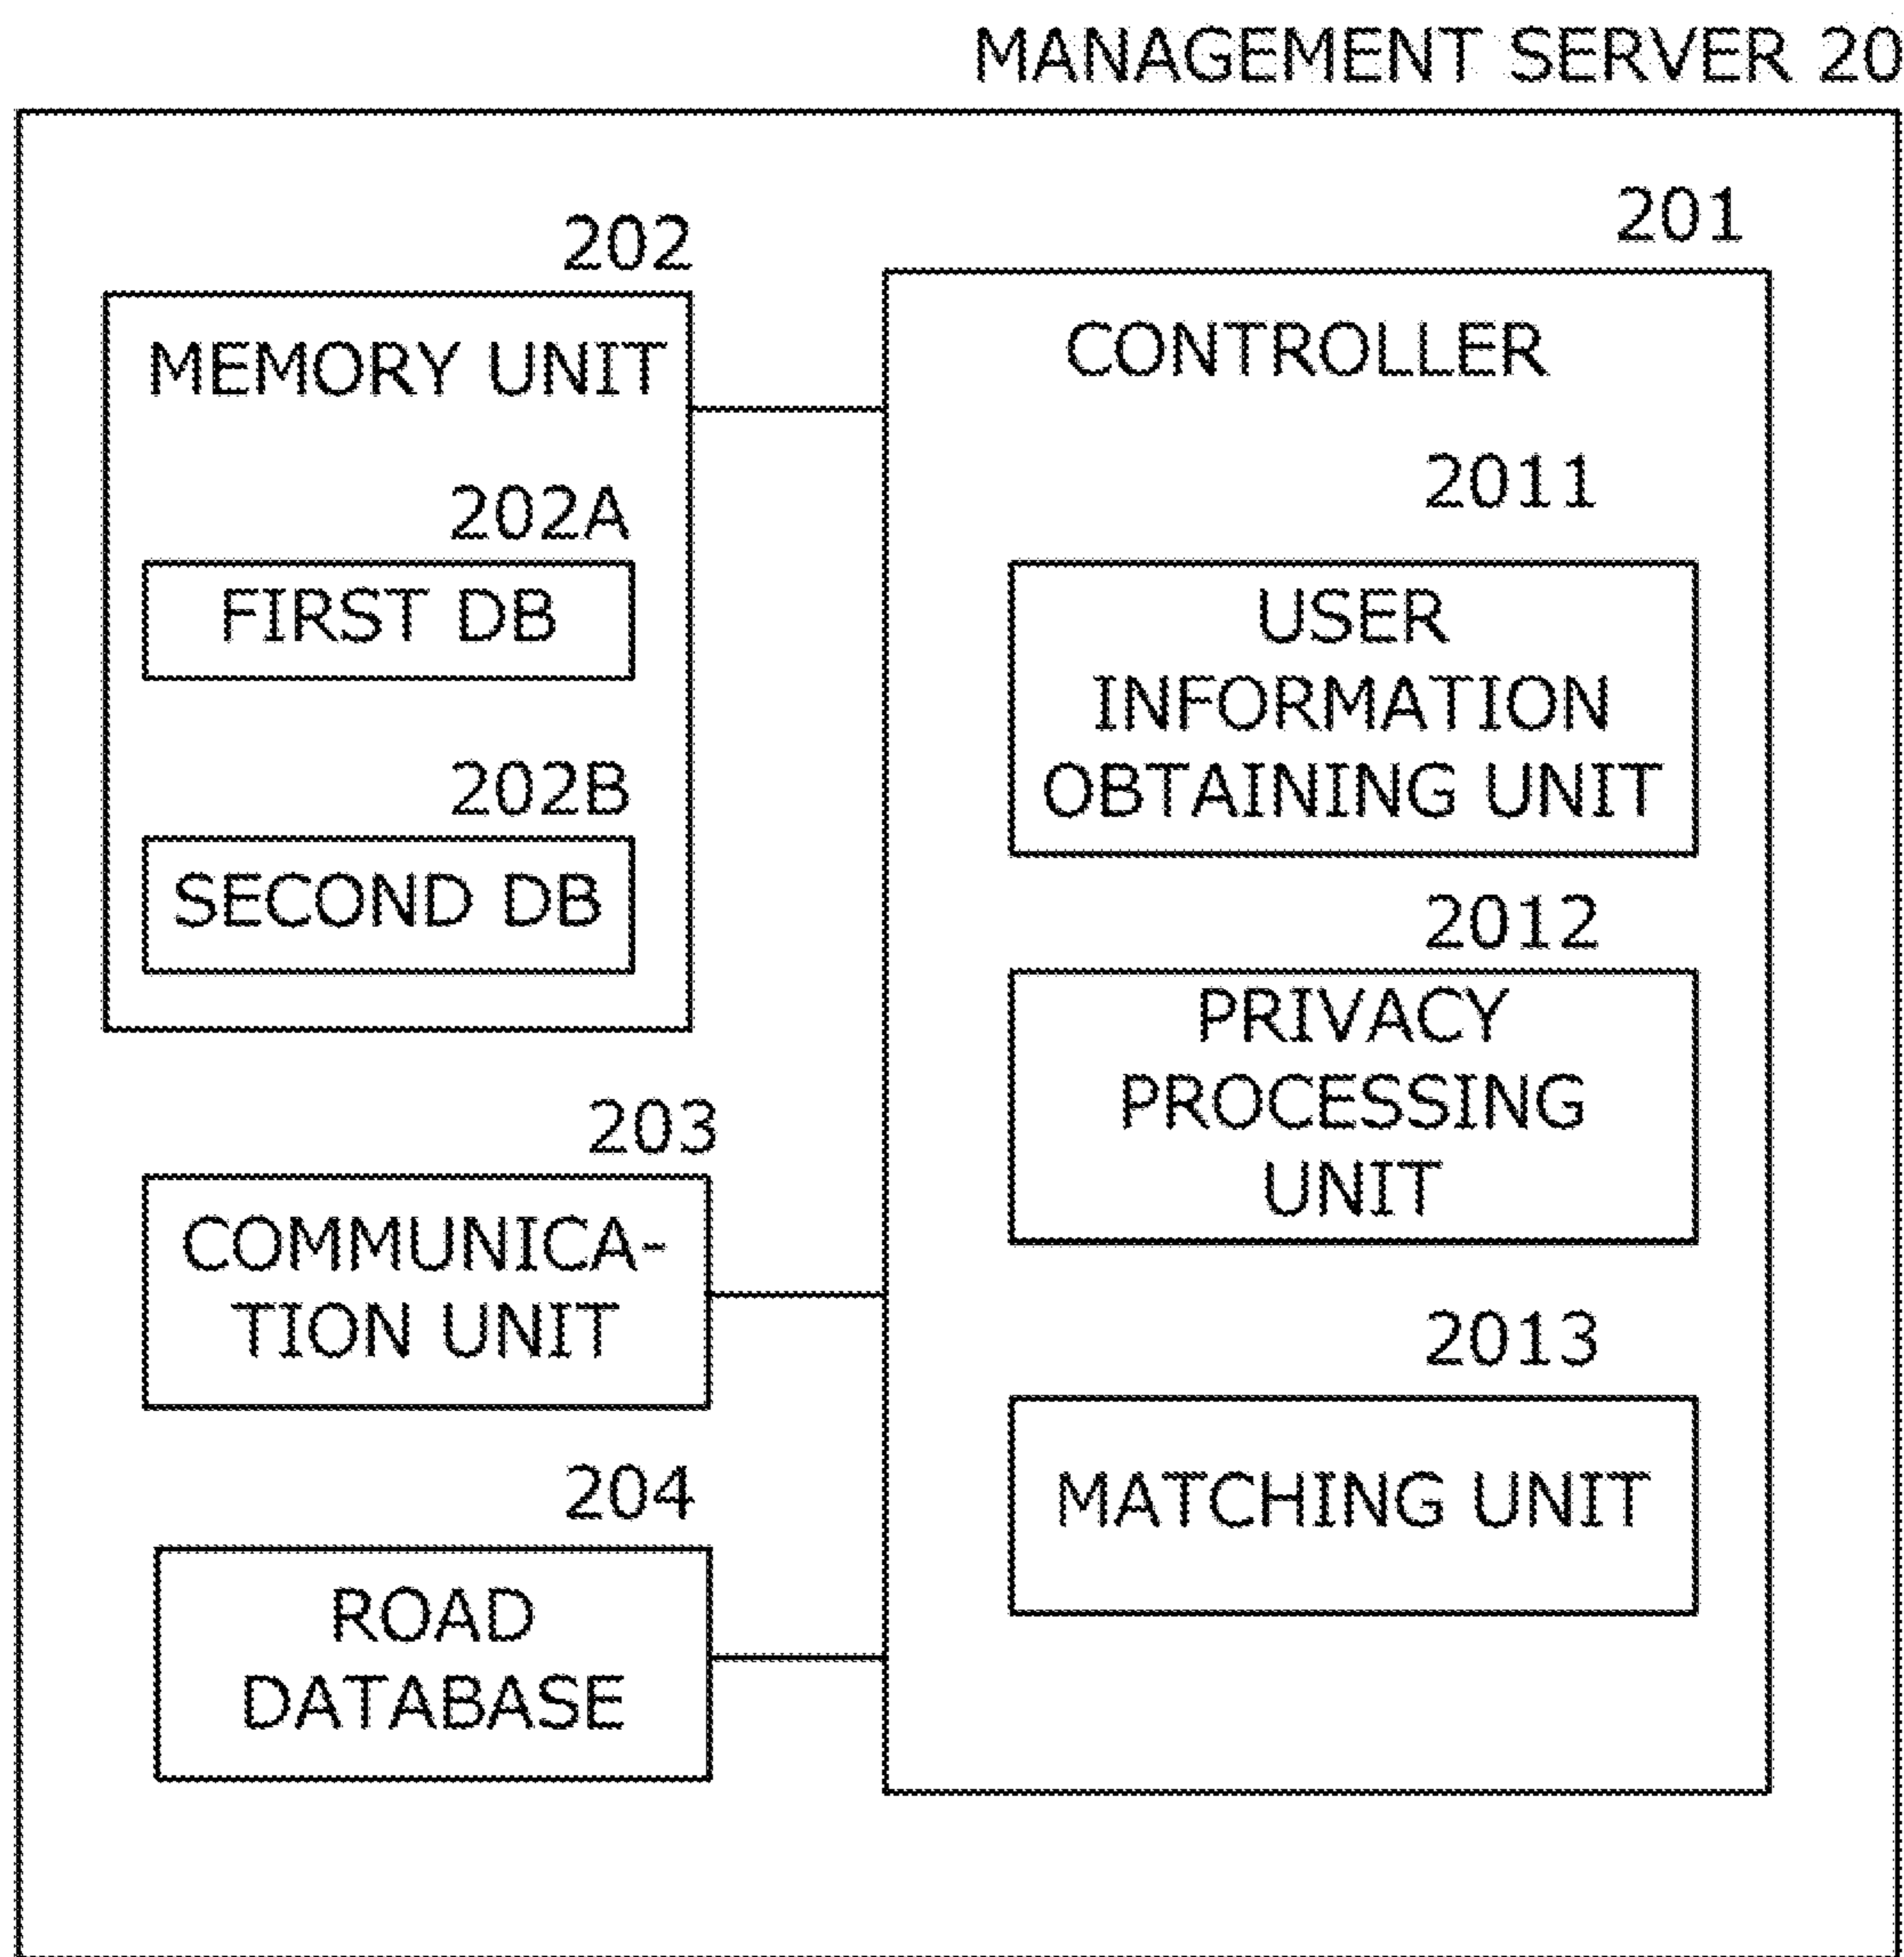 MANAGEMENT SERVER 20
202
MEMORY UNIT
202A
FIRST DB
202B
SECOND DB
203
COMMUNICA-
TION UNIT
204
ROAD
DATABASE
201
CONTROLLER
2011
USER
INFORMATION
OBTAINING UNIT
2012
PRIVACY
PROCESSING
UNIT
2013
MATCHING UNIT